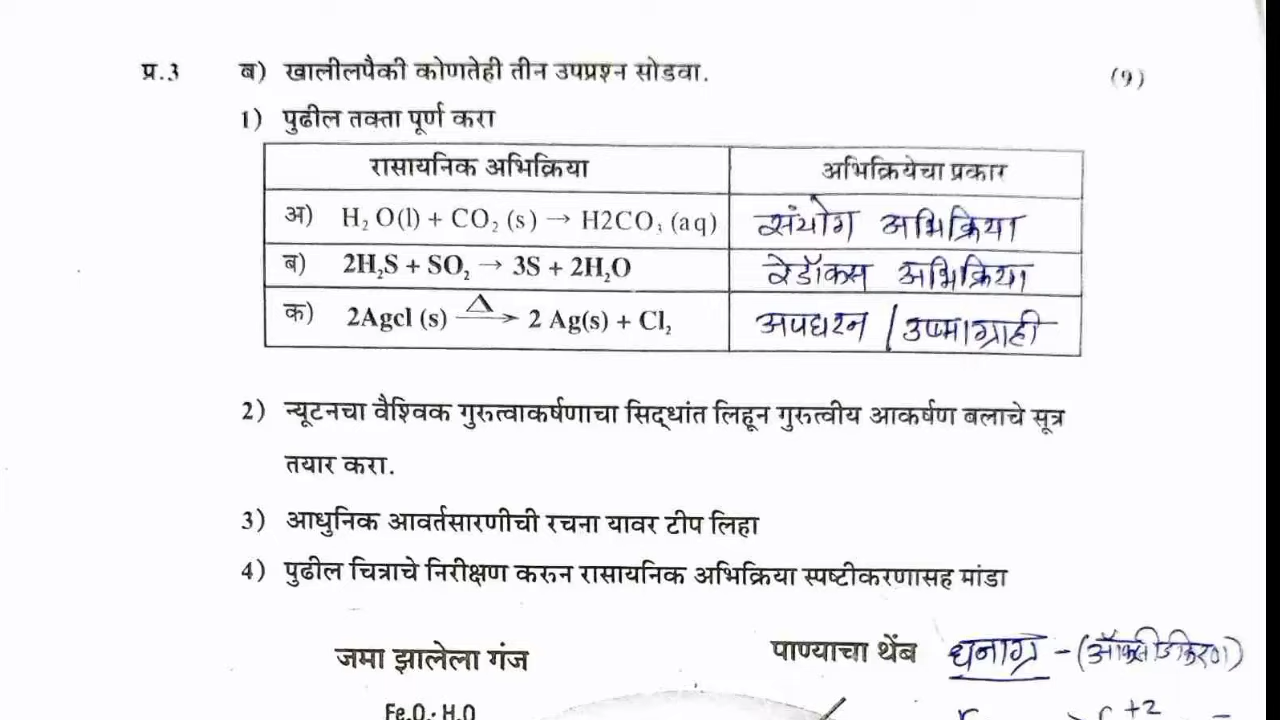 प्र.3 ब) खालीलपैकी कोणतेही तीन उपप्रश्न सोडवा. (9)
1) पुढील तक्ता पूर्ण करा
रासायनिक अभिक्रिया अभिक्रियेचा प्रकार
अ) H₂ O(l) + CO₂ (s) → H2CO₃ (aq) संयोग अभिक्रिया
ब) 2H₂S + SO₂ → 3S + 2H₂O रेडॉक्स अभिक्रिया
क) 2Agcl (s) —Δ→ 2 Ag(s) + Cl₂ अपघटन / उष्माग्राही
2) न्यूटनचा वैश्विक गुरुत्वाकर्षणाचा सिद्धांत लिहून गुरुत्वीय आकर्षण बलाचे सूत्र
तयार करा.
3) आधुनिक आवर्तसारणीची रचना यावर टीप लिहा
4) पुढील चित्राचे निरीक्षण करून रासायनिक अभिक्रिया स्पष्टीकरणासह मांडा
जमा झालेला गंज पाण्याचा थेंब धनाग्र - (ऑक्सीडिकरण)